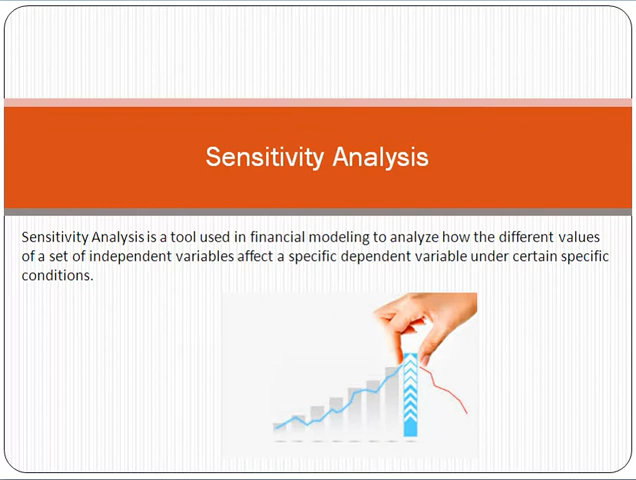 Sensitivity Analysis
Sensitivity Analysis is a tool used in financial modeling to analyze how the different values
of a set of independent variables affect a specific dependent variable under certain specific
conditions.